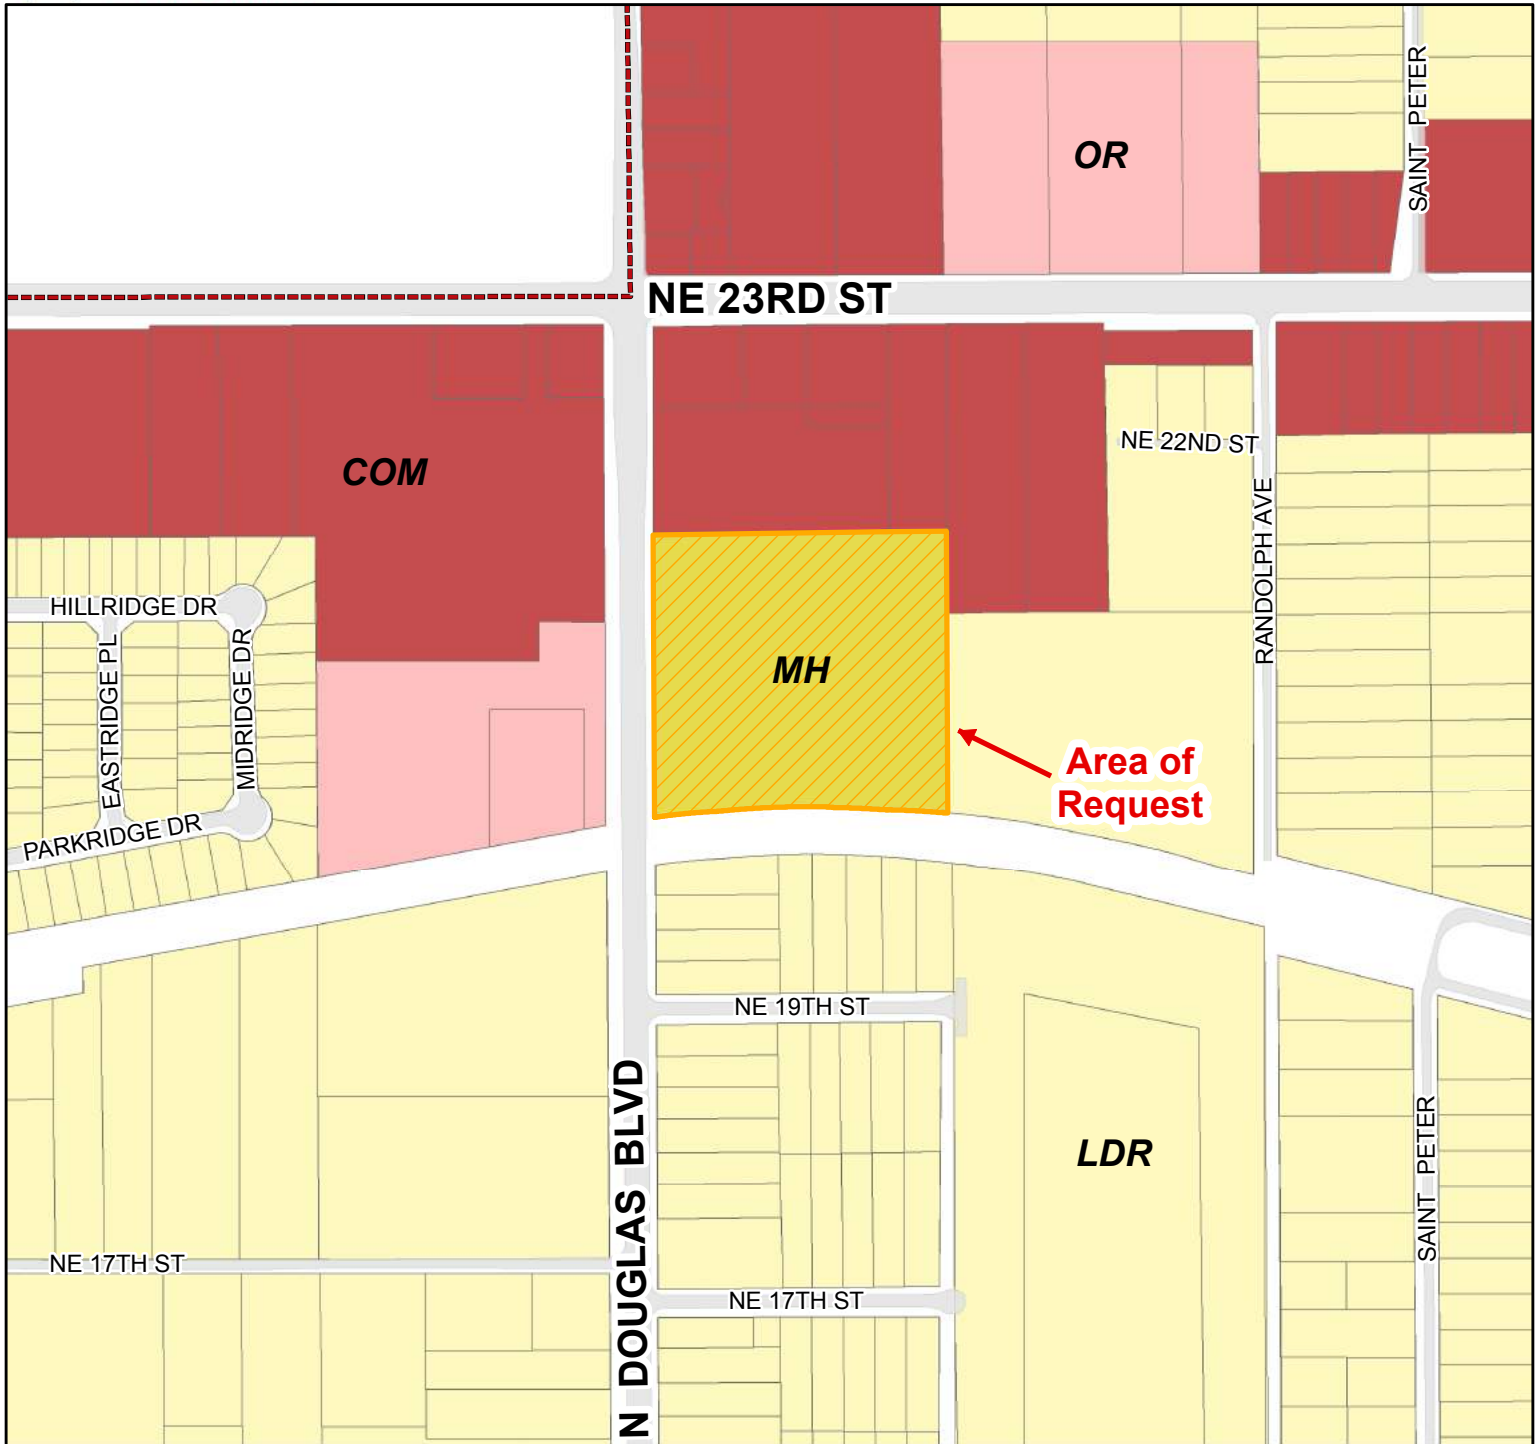 SAINT PETER
OR
NE 23RD ST
COM
NE 22ND ST
RANDOLPH AVE
HILLRIDGE DR
EASTRIDGE PL
MIDRIDGE DR
MH
Area of
Request
PARKRIDGE DR
NE 19TH ST
N DOUGLAS BLVD
LDR
SAINT PETER
NE 17TH ST
NE 17TH ST